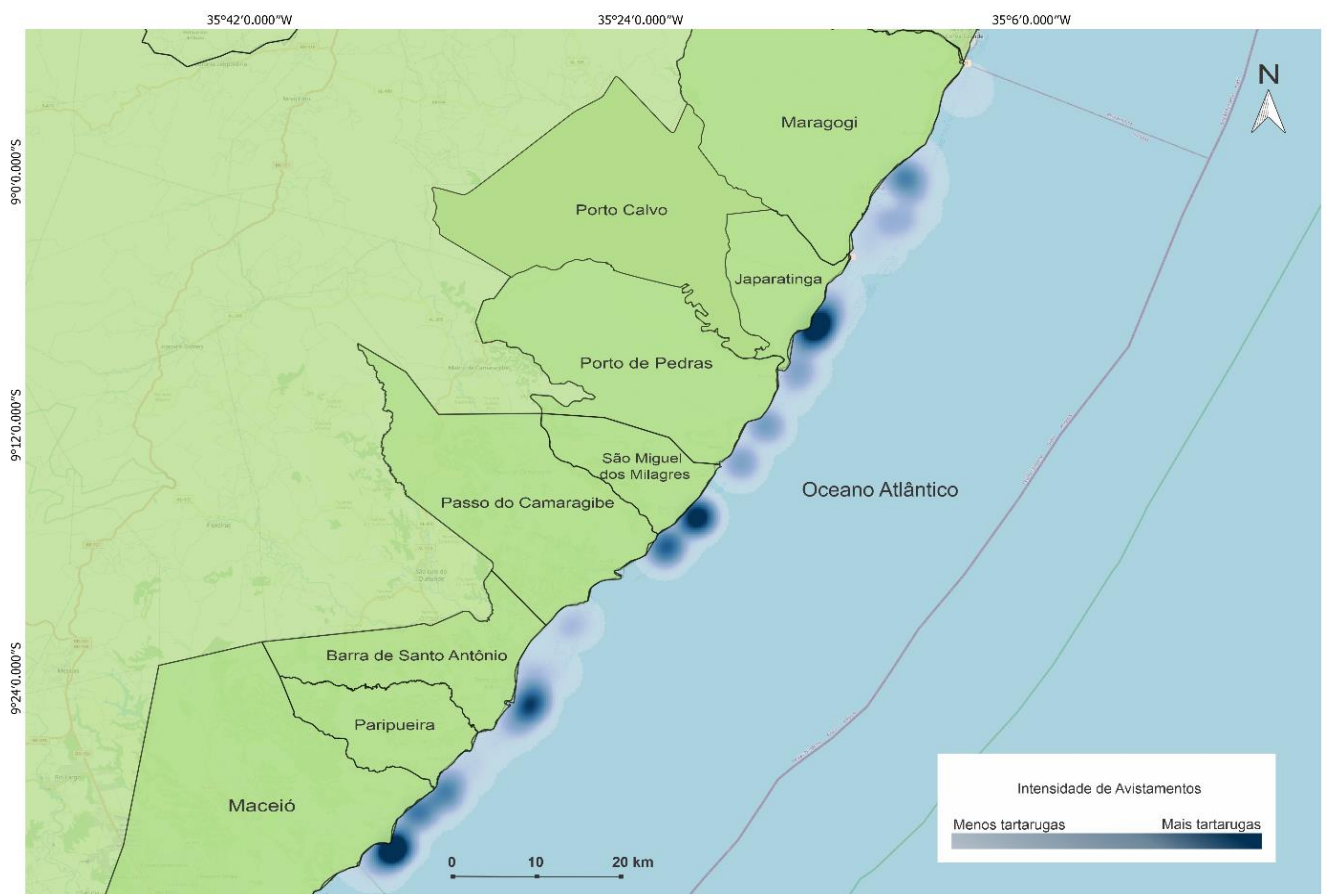 35°42'0.000"W
35°24'0.000"W
35°6'0.000"W
N
9°0'0.000"S
9°12'0.000"S
9°24'0.000"S
Maragogi
Porto Calvo
Japaratinga
Porto de Pedras
São Miguel
dos Milagres
Passo do Camaragibe
Oceano Atlântico
Barra de Santo Antônio
Paripueira
Maceió
0 10 20 km
Intensidade de Avistamentos
Menos tartarugas Mais tartarugas